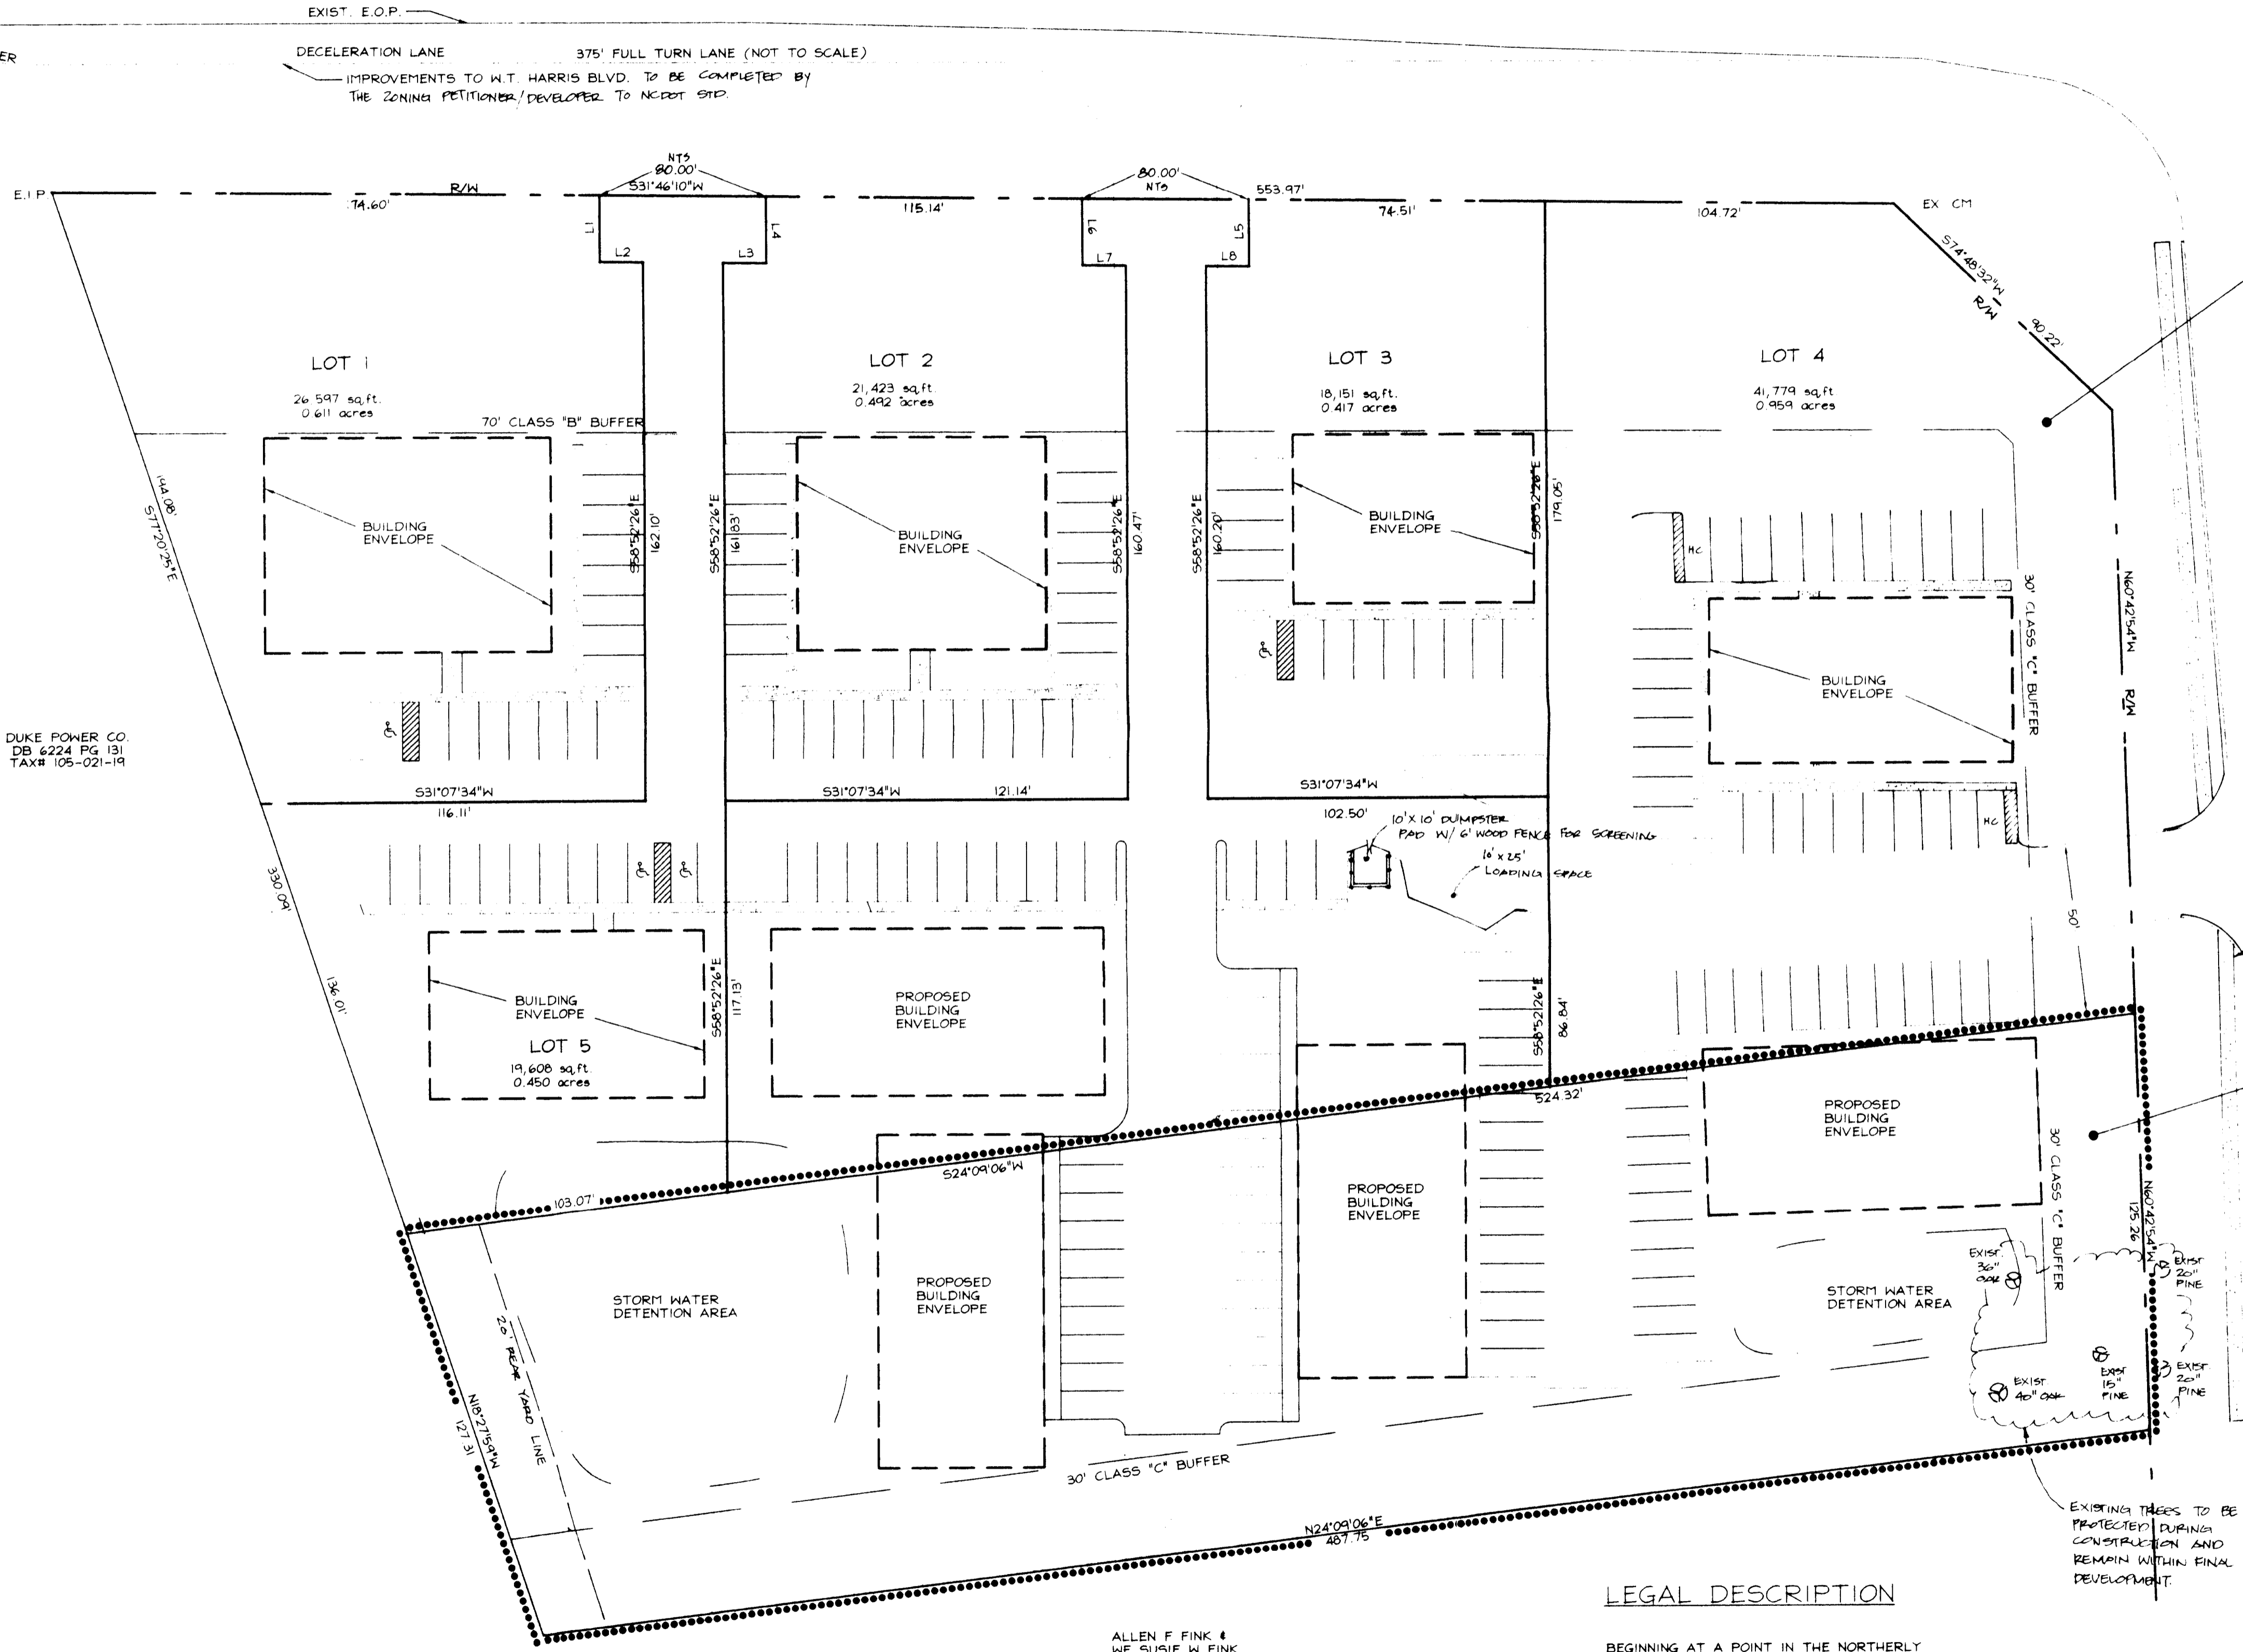 EXIST. E.O.P.
ER
DECELERATION LANE
375' FULL TURN LANE (NOT TO SCALE)
IMPROVEMENTS TO W.T. HARRIS BLVD. TO BE COMPLETED BY
THE ZONING PETITIONER/DEVELOPER TO NCDOT STD.
NTS
80.00'
S31°46'10"W
80.00'
NTS
553.97'
E.I P
R/W
74.60'
115.14'
74.51'
104.72'
EX CM
L1
L2
L3
L4
L6
L7
L8
L5
S74°48'32"W
R/W
90.22'
LOT 1
26 597 sq.ft.
0 611 acres
LOT 2
21,423 sq.ft.
0.492 acres
LOT 3
18,151 sq.ft.
0.417 acres
LOT 4
41,779 sq.ft.
0.959 acres
70' CLASS "B" BUFFER
194.08'
S77°20'25"E
BUILDING
ENVELOPE
S58°52'26"E
162.10'
S58°52'26"E
161.83'
BUILDING
ENVELOPE
S58°52'26"E
160.47'
S58°52'26"E
160.20'
BUILDING
ENVELOPE
S58°52'26"E
179.05'
HC
30' CLASS "C" BUFFER
N60°42'54"W
R/W
BUILDING
ENVELOPE
DUKE POWER CO.
DB 6224 PG 131
TAX# 105-021-19
S31°07'34"W
116.11'
S31°07'34"W
121.14'
S31°07'34"W
102.50'
HC
10' X 10' DUMPSTER
PAD W/ 6' WOOD FENCE FOR SCREENING
10' x 25'
LOADING SPACE
330.09'
50'
136.01'
BUILDING
ENVELOPE
LOT 5
19,608 sq.ft.
0.450 acres
S58°52'26"E
117.13'
PROPOSED
BUILDING
ENVELOPE
S58°52'26"E
86.84'
524.32'
PROPOSED
BUILDING
ENVELOPE
103.07'
S24°09'06"W
PROPOSED
BUILDING
ENVELOPE
30' CLASS "C" BUFFER
N60°42'54"W
125.26
STORM WATER
DETENTION AREA
PROPOSED
BUILDING
ENVELOPE
STORM WATER
DETENTION AREA
EXIST.
36"
OAK
EXIST
20"
PINE
20' REAR YARD LINE
N18°27'59"W
127.31
EXIST
40" OAK
EXIST
15"
PINE
EXIST.
20"
PINE
30' CLASS "C" BUFFER
N24°09'06"E
487.75
EXISTING TREES TO BE
PROTECTED DURING
CONSTRUCTION AND
REMAIN WITHIN FINAL
DEVELOPMENT.
LEGAL DESCRIPTION
ALLEN F FINK &
WF SUSIE W FINK
BEGINNING AT A POINT IN THE NORTHERLY